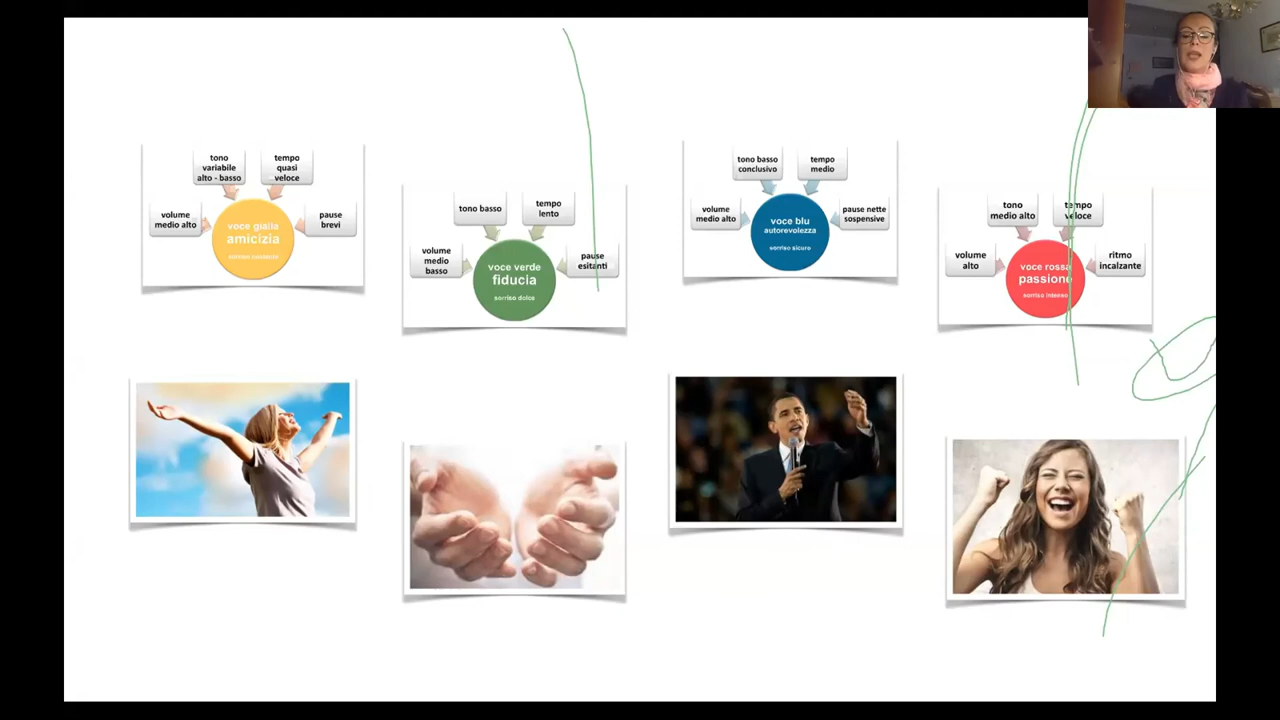 tono
variabile
alto - basso
tempo
quasi
veloce
volume
medio alto
pause
brevi
voce gialla
amicizia
tono basso
tempo
lento
volume
medio
basso
pause
esitanti
voce verde
fiducia
sorriso dolce
tono basso
conclusivo
tempo
medio
volume
medio alto
pause nette
sospensive
voce blu
autorevolezza
sorriso sicuro
tono
medio alto
tempo
veloce
volume
alto
ritmo
incalzante
voce rossa
passione
sorriso intenso